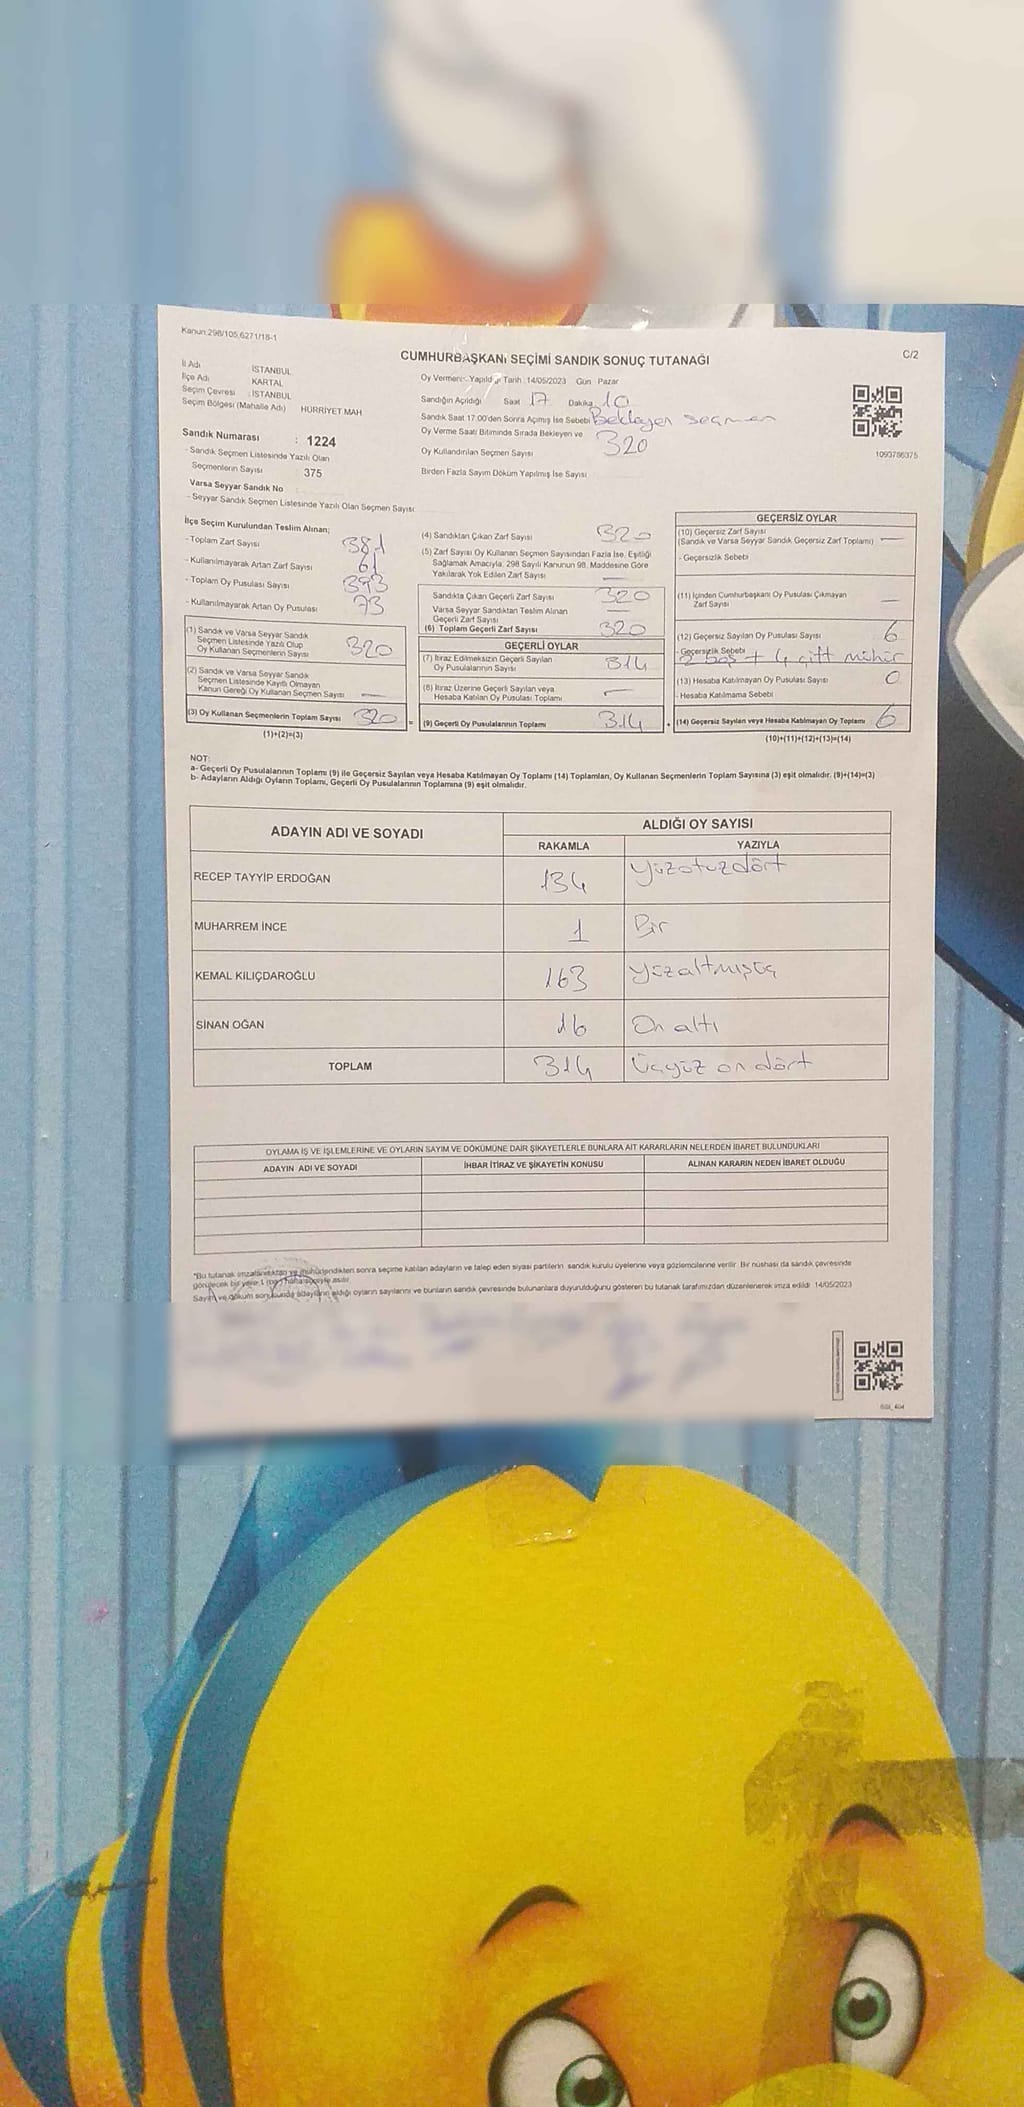 Kanun:298/105,6271/18-1
C/2
CUMHURBAŞKANI SEÇİMİ SANDIK SONUÇ TUTANAĞI
İl Adı İSTANBUL
İlçe Adı KARTAL
Seçim Çevresi : İSTANBUL
Seçim Bölgesi (Mahalle Adı) HÜRRİYET MAH
Sandık Numarası : 1224
- Sandık Seçmen Listesinde Yazılı Olan
Seçmenlerin Sayısı 375
Varsa Seyyar Sandık No
- Seyyar Sandık Seçmen Listesinde Yazılı Olan Seçmen Sayısı
Oy Vermenin Yapıldığı Tarih :14/05/2023 Gün Pazar
Sandığın Açıldığı Saat 17 Dakika 10
Sandık Saat 17:00'den Sonra Açılmış İse Sebebi Bekleyen seçmen
Oy Verme Saati Bitiminde Sırada Bekleyen ve
Oy Kullandırılan Seçmen Sayısı 320
Birden Fazla Sayım Döküm Yapılmış İse Sayısı
1093786375
İlçe Seçim Kurulundan Teslim Alınan;
- Toplam Zarf Sayısı 381
- Kullanılmayarak Artan Zarf Sayısı 61
- Toplam Oy Pusulası Sayısı 393
- Kullanılmayarak Artan Oy Pusulası 73
(1) Sandık ve Varsa Seyyar Sandık
Seçmen Listesinde Yazılı Olup
Oy Kullanan Seçmenlerin Sayısı 320
(2) Sandık ve Varsa Seyyar Sandık
Seçmen Listesinde Kayıtlı Olmayan
Kanun Gereği Oy Kullanan Seçmen Sayısı —
(3) Oy Kullanan Seçmenlerin Toplam Sayısı 320 =
(1)+(2)=(3)
(4) Sandıktan Çıkan Zarf Sayısı 320
(5) Zarf Sayısı Oy Kullanan Seçmen Sayısından Fazla İse, Eşitliği
Sağlamak Amacıyla, 298 Sayılı Kanunun 98. Maddesine Göre
Yakılarak Yok Edilen Zarf Sayısı —
Sandıkta Çıkan Geçerli Zarf Sayısı 320
Varsa Seyyar Sandıktan Teslim Alınan
Geçerli Zarf Sayısı —
(6) Toplam Geçerli Zarf Sayısı 320
GEÇERLİ OYLAR
(7) İtiraz Edilmeksizin Geçerli Sayılan
Oy Pusulalarının Sayısı 314
(8) İtiraz Üzerine Geçerli Sayılan veya
Hesaba Katılan Oy Pusulası Toplamı —
(9) Geçerli Oy Pusulalarının Toplamı 314 +
GEÇERSİZ OYLAR
(10) Geçersiz Zarf Sayısı
(Sandık ve Varsa Seyyar Sandık Geçersiz Zarf Toplamı) —
- Geçersizlik Sebebi
(11) İçinden Cumhurbaşkanı Oy Pusulası Çıkmayan
Zarf Sayısı —
(12) Geçersiz Sayılan Oy Pusulası Sayısı 6
- Geçersizlik Sebebi
2 boş + 4 çift mühür
(13) Hesaba Katılmayan Oy Pusulası Sayısı 0
- Hesaba Katılmama Sebebi
(14) Geçersiz Sayılan veya Hesaba Katılmayan Oy Toplamı 6
(10)+(11)+(12)+(13)=(14)
NOT:
a- Geçerli Oy Pusulalarının Toplamı (9) ile Geçersiz Sayılan veya Hesaba Katılmayan Oy Toplamı (14) Toplamları, Oy Kullanan Seçmenlerin Toplam Sayısına (3) eşit olmalıdır. (9)+(14)=(3)
b- Adayların Aldığı Oyların Toplamı, Geçerli Oy Pusulalarının Toplamına (9) eşit olmalıdır.
ADAYIN ADI VE SOYADI ALDIĞI OY SAYISI
RAKAMLA YAZIYLA
RECEP TAYYİP ERDOĞAN 134 Yüzotuzdört
MUHARREM İNCE 1 Bir
KEMAL KILIÇDAROĞLU 163 Yüzaltmışüç
SİNAN OĞAN 16 On altı
TOPLAM 314 Üçyüz on dört
OYLAMA İŞ VE İŞLEMLERİNE VE OYLARIN SAYIM VE DÖKÜMÜNE DAİR ŞİKAYETLERLE BUNLARA AİT KARARLARIN NELERDEN İBARET BULUNDUKLARI
ADAYIN ADI VE SOYADI İHBAR İTİRAZ VE ŞİKAYETİN KONUSU ALINAN KARARIN NEDEN İBARET OLDUĞU
*Bu tutanak imzalandıktan ve mühürlendikten sonra seçime katılan adayların ve talep eden siyasi partilerin sandık kurulu üyelerine veya gözlemcilerine verilir. Bir nüshası da sandık çevresinde
görülecek bir yere 1 (bir) hafta süreyle asılır.
Sayım ve döküm sonucunda adayların aldığı oyların sayılarını ve bunların sandık çevresinde bulunanlara duyurulduğunu gösteren bu tutanak tarafımızdan düzenlenerek imza edildi. 14/05/2023